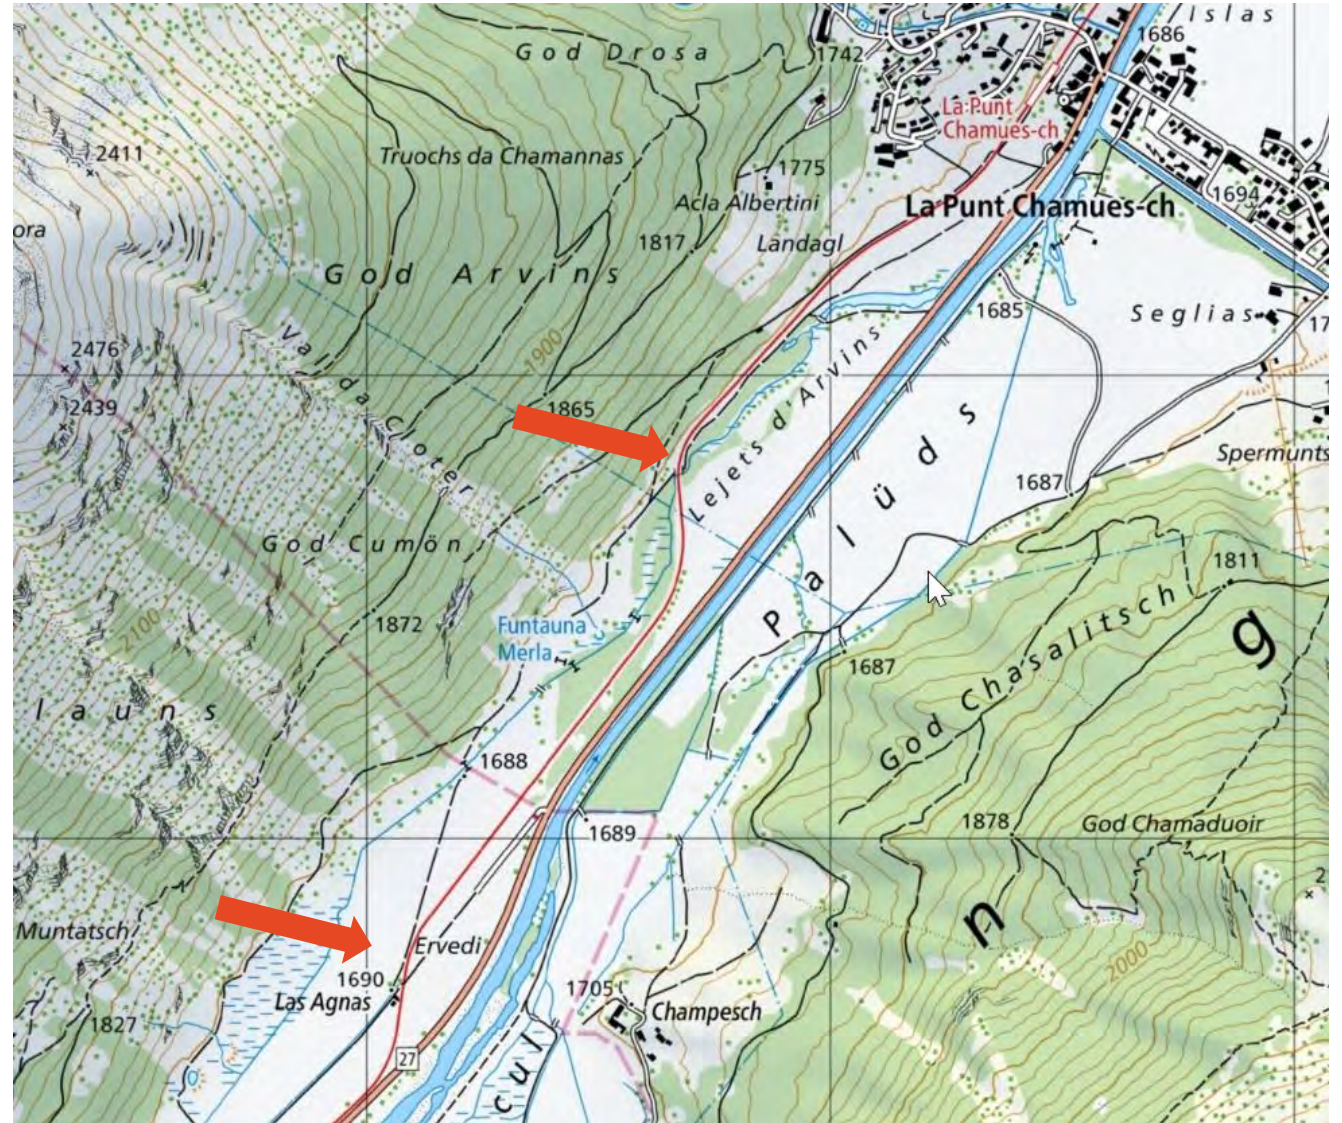 Islas
1686
God Drosa
1742
La Punt
Chamues-ch
2411
Truochs da Chamannas
1775
1694
Acla Albertini
La Punt Chamues-ch
ora
1817
Landagl
God Arvins
1685
Seglias
17
Val da Cloter
1900
2476
2439
1865
Lejets d'Arvins
Palüds
1
Spermunts
1687
God Cumön
1811
2100
1872
Funtauna
Merla
1687
God Chasalitsch
g
launs
1688
1689
1878
God Chamaduoir
2
Muntatsch
Ervedi
n
2000
1690
Las Agnas
1705
Champesch
1827
27
cul